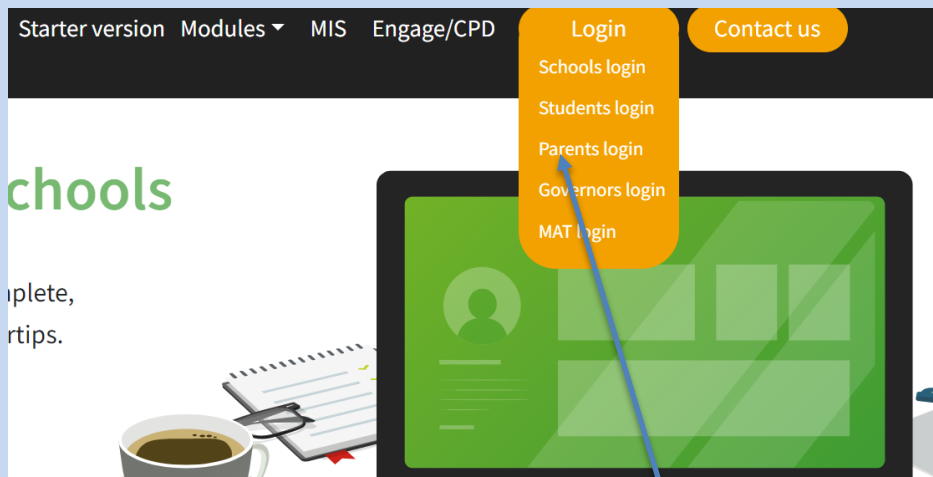 Starter version Modules MIS Engage/CPD Login Contact us
Schools login
Students login
Parents login
Governors login
MAT login
chools
plete,
rtips.